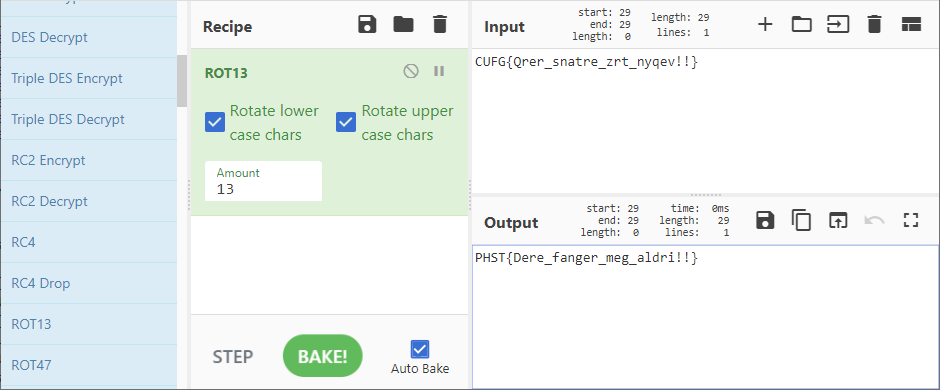 DES Decrypt
Triple DES Encrypt
Triple DES Decrypt
RC2 Encrypt
RC2 Decrypt
RC4
RC4 Drop
ROT13
ROT47
Recipe
ROT13
Rotate lower case chars
Rotate upper case chars
Amount
13
STEP
BAKE!
Auto Bake
Input
start: 29
end: 29
length: 0
length: 29
lines: 1
CUFG{Qrer_snatre_zrt_nyqev!!}
Output
start: 29
end: 29
length: 0
time: 0ms
length: 29
lines: 1
PHST{Dere_fanger_meg_aldri!!}